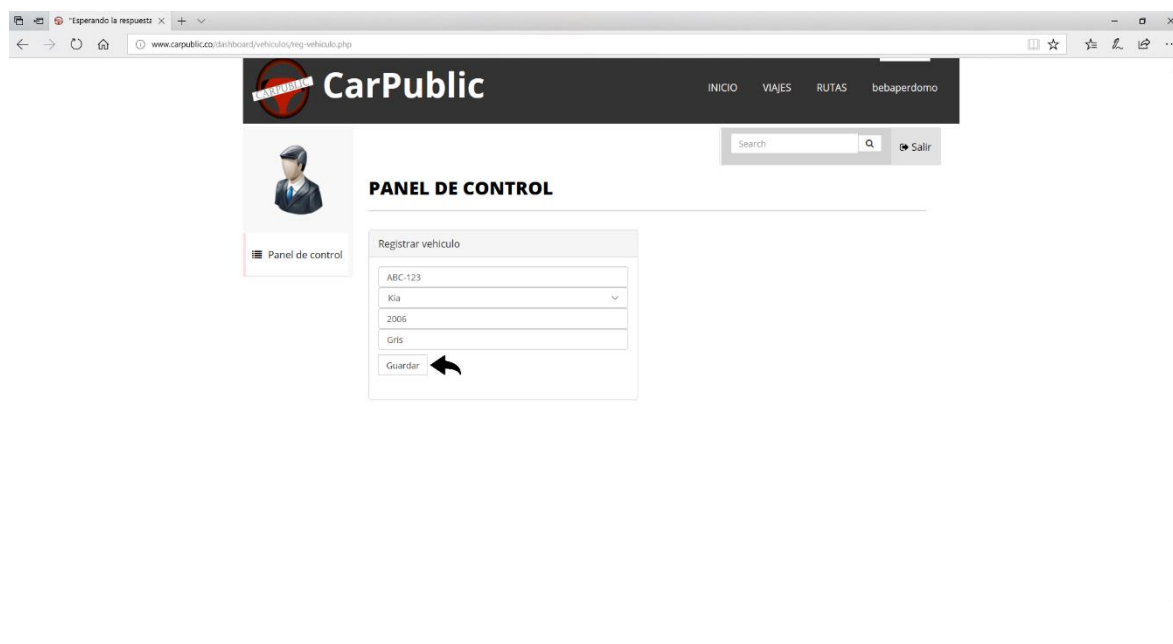 "Esperando la respuesta
www.carpublic.co/dashboard/vehiculos/reg-vehiculo.php
CARPUBLIC
CarPublic
INICIO VIAJES RUTAS bebaperdomo
Search
Salir
PANEL DE CONTROL
Panel de control
Registrar vehiculo
ABC-123
Kia
2006
Gris
Guardar